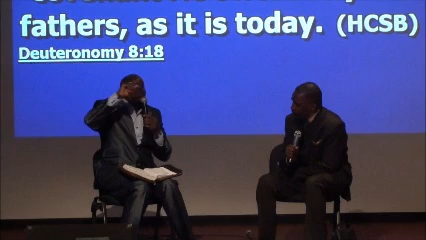 fathers, as it is today. (HCSB)
Deuteronomy 8:18